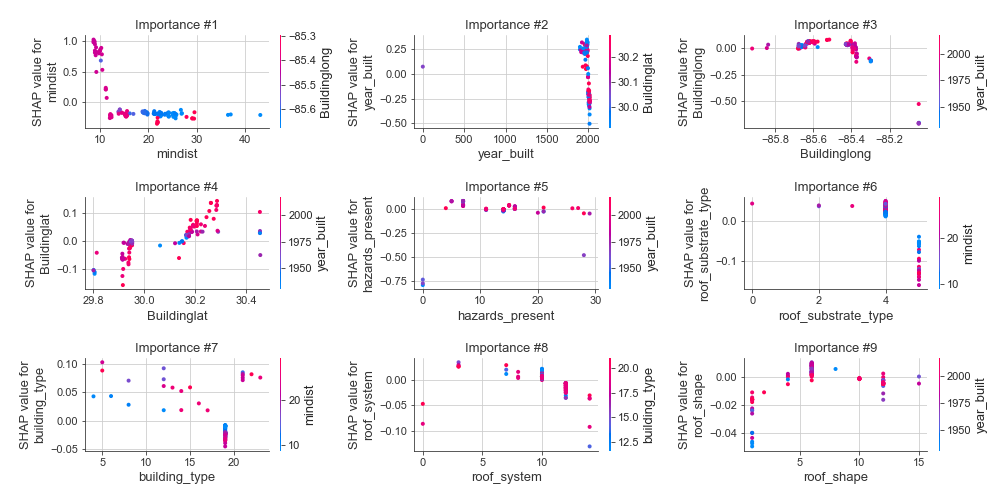 Importance #1
SHAP value for
mindist
1.0
0.5
0.0
10
20
30
40
mindist
−85.3
−85.4
−85.5
−85.6
Buildinglong
Importance #2
SHAP value for
year_built
0.25
0.00
−0.25
−0.50
0
500
1000
1500
2000
year_built
30.2
30.1
30.0
Buildinglat
Importance #3
SHAP value for
Buildinglong
0.00
−0.25
−0.50
−85.8
−85.6
−85.4
−85.2
Buildinglong
2000
1975
1950
year_built
Importance #4
SHAP value for
Buildinglat
0.1
0.0
−0.1
29.8
30.0
30.2
30.4
Buildinglat
2000
1975
1950
year_built
Importance #5
SHAP value for
hazards_present
0.00
−0.25
−0.50
−0.75
0
10
20
30
hazards_present
2000
1975
1950
year_built
Importance #6
SHAP value for
roof_substrate_type
0.0
−0.1
0
2
4
roof_substrate_type
20
10
mindist
Importance #7
SHAP value for
building_type
0.10
0.05
0.00
−0.05
5
10
15
20
building_type
20
10
mindist
Importance #8
SHAP value for
roof_system
0.00
−0.05
−0.10
0
5
10
roof_system
20.0
17.5
15.0
12.5
building_type
Importance #9
SHAP value for
roof_shape
0.00
−0.02
−0.04
5
10
15
roof_shape
2000
1975
1950
year_built